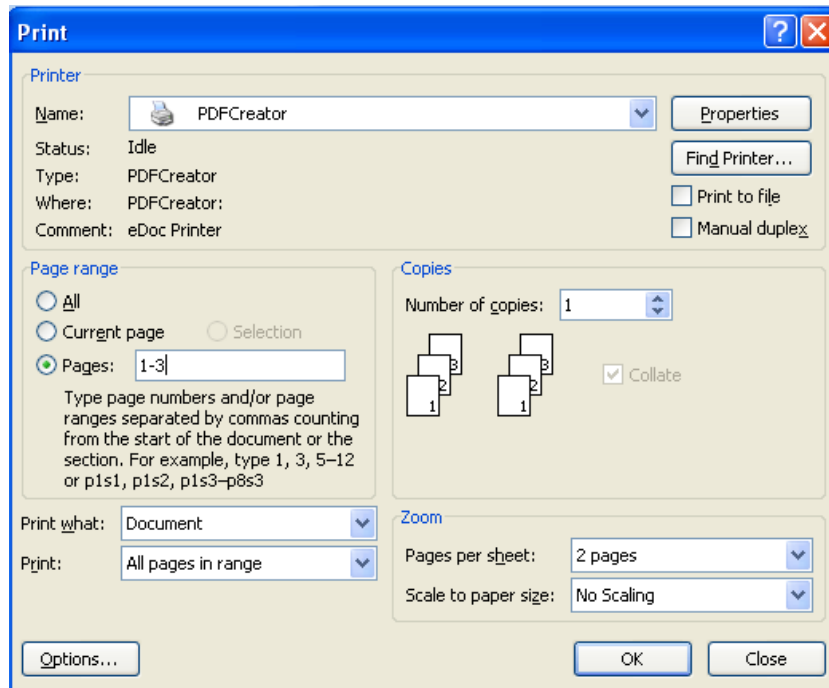 Print
Printer
Name: PDFCreator
Properties
Status: Idle
Find Printer...
Type: PDFCreator
Where: PDFCreator:
Print to file
Comment: eDoc Printer
Manual duplex
Page range
All
Current page Selection
Pages: 1-3
Type page numbers and/or page
ranges separated by commas counting
from the start of the document or the
section. For example, type 1, 3, 5–12
or p1s1, p1s2, p1s3–p8s3
Copies
Number of copies: 1
3 3
2 2
1 1
Collate
Print what: Document
Print: All pages in range
Zoom
Pages per sheet: 2 pages
Scale to paper size: No Scaling
Options...
OK
Close